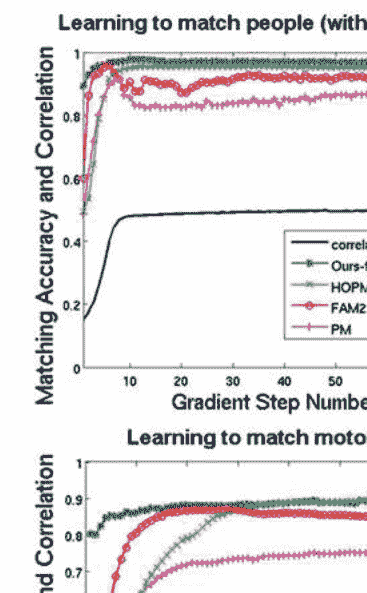 Learning to match people (with
Matching Accuracy and Correlation
1
0.8
0.6
0.4
0.2
0
correla
Ours-f
HOPM
FAM2
PM
10 20 30 40 50
Gradient Step Numbe
Learning to match moto
nd Correlation
1
0.9
0.8
0.7